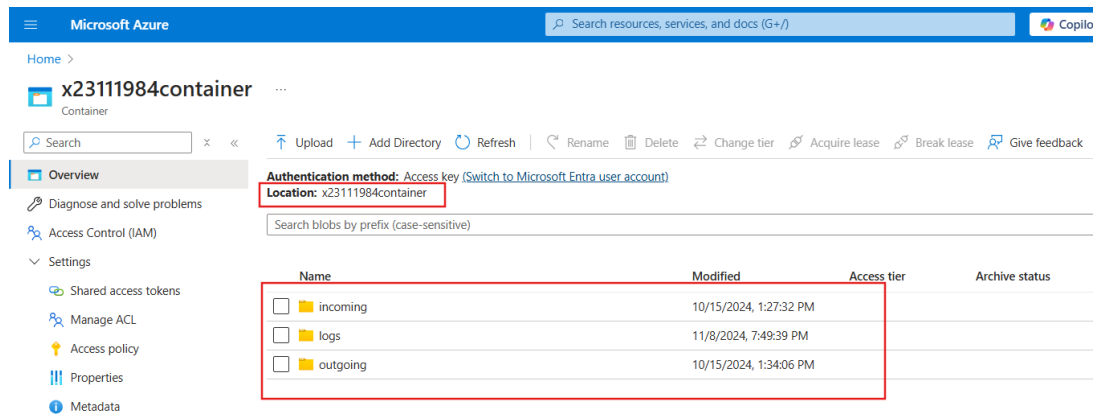 Microsoft Azure
Search resources, services, and docs (G+/)
Copilo
Home >
x23111984container ...
Container
Search
Upload Add Directory Refresh Rename Delete Change tier Acquire lease Break lease Give feedback
Overview
Diagnose and solve problems
Access Control (IAM)
Settings
Shared access tokens
Manage ACL
Access policy
Properties
Metadata
Authentication method: Access key (Switch to Microsoft Entra user account)
Location: x23111984container
Search blobs by prefix (case-sensitive)
Name Modified Access tier Archive status
incoming 10/15/2024, 1:27:32 PM
logs 11/8/2024, 7:49:39 PM
outgoing 10/15/2024, 1:34:06 PM